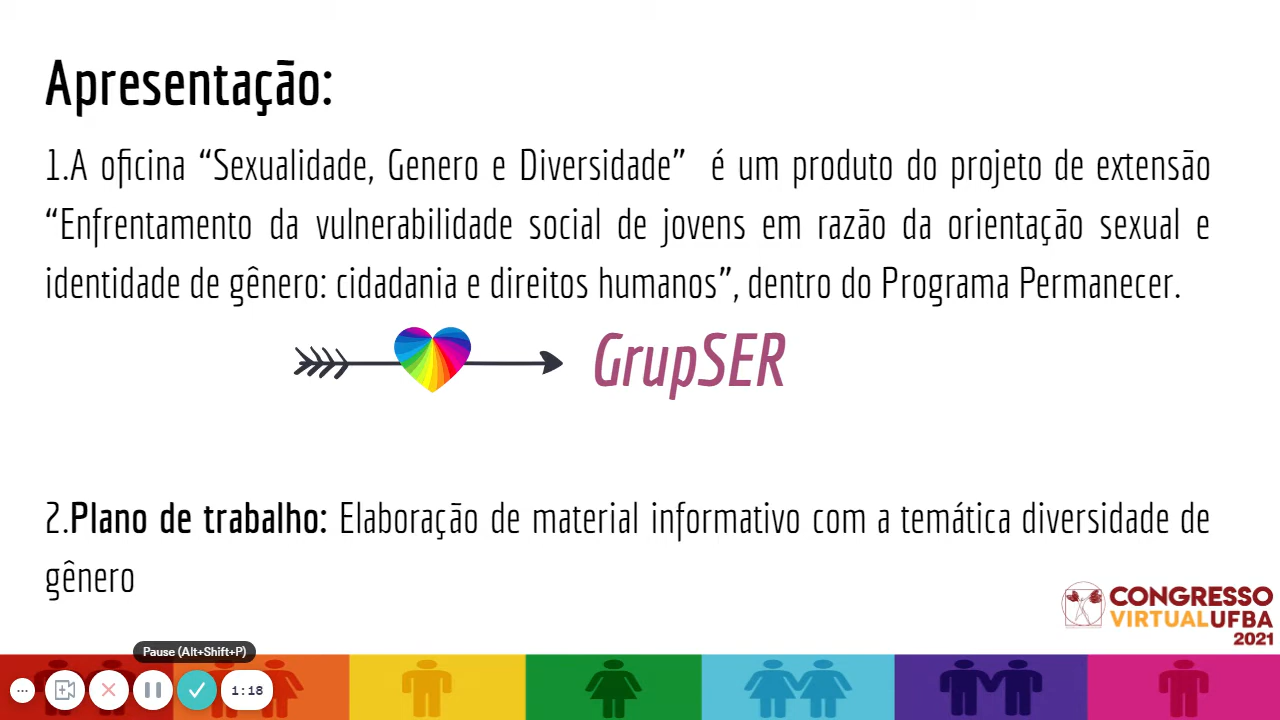 Apresentação:
1.A oficina “Sexualidade, Genero e Diversidade” é um produto do projeto de extensão
“Enfrentamento da vulnerabilidade social de jovens em razão da orientação sexual e
identidade de gênero: cidadania e direitos humanos”, dentro do Programa Permanecer.
GrupSER
2.Plano de trabalho: Elaboração de material informativo com a temática diversidade de
gênero
CONGRESSO
VIRTUALUFBA
2021
Pause (Alt+Shift+P)
1:18